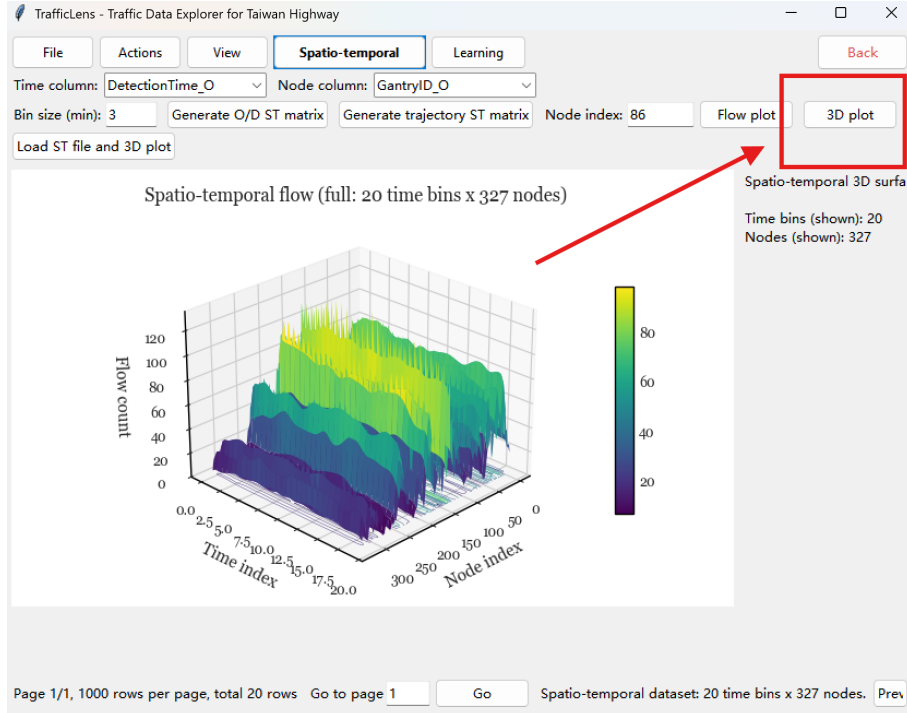 TrafficLens - Traffic Data Explorer for Taiwan Highway
File Actions View Spatio-temporal Learning Back
Time column: DetectionTime_O Node column: GantryID_O
Bin size (min): 3 Generate O/D ST matrix Generate trajectory ST matrix Node index: 86 Flow plot 3D plot
Load ST file and 3D plot
Spatio-temporal 3D surfa
Spatio-temporal flow (full: 20 time bins x 327 nodes)
Time bins (shown): 20
Nodes (shown): 327
120
100
80
60
40
20
0
Flow count
0.0
2.5
5.0
7.5
10.0
12.5
15.0
17.5
20.0
Time index
300
250
200
150
100
50
0
Node index
80
60
40
20
Page 1/1, 1000 rows per page, total 20 rows Go to page 1 Go Spatio-temporal dataset: 20 time bins x 327 nodes. Prev